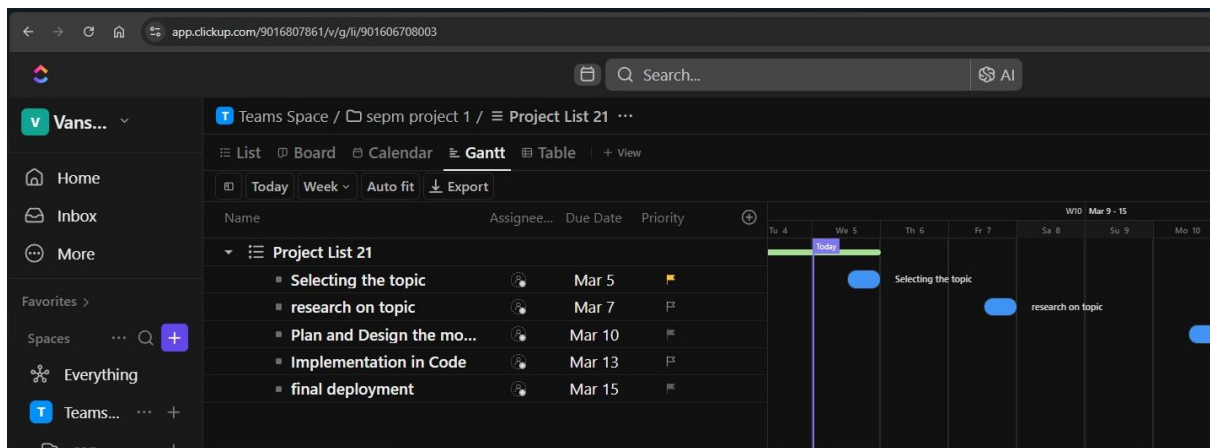 app.clickup.com/9016807861/v/g/li/901606708003
Search... AI
V Vans...
T Teams Space / sepm project 1 / Project List 21 ...
List Board Calendar Gantt Table + View
Home
Today Week Auto fit Export
Inbox
Name Assignee... Due Date Priority
W10 Mar 9 - 15
Tu 4 We 5 Th 6 Fr 7 Sa 8 Su 9 Mo 10
More
Project List 21
Today
Selecting the topic Mar 5 Selecting the topic
Favorites >
research on topic Mar 7 research on topic
Spaces ... +
Plan and Design the mo... Mar 10
Implementation in Code Mar 13
Everything
final deployment Mar 15
T Teams... ... +